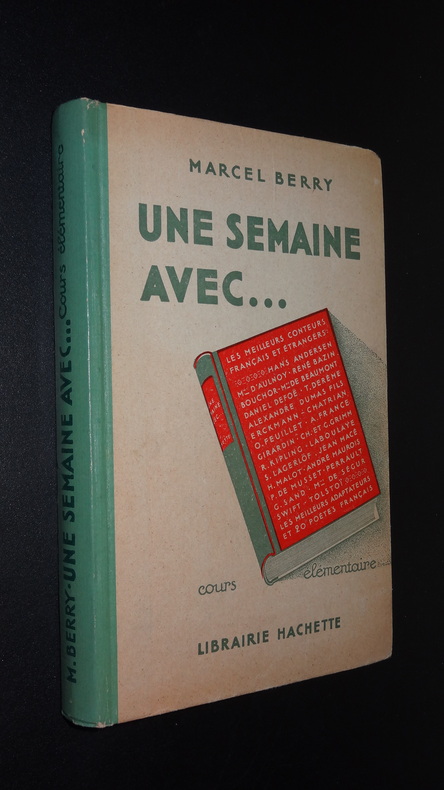 M. BERRY-UNE SEMAINE AVEC... Cours élémentaire
MARCEL BERRY
UNE SEMAINE
AVEC...
LES MEILLEURS CONTEURS
FRANÇAIS ET ÉTRANGERS:
HANS ANDERSEN
Mme D'AULNOY-RENÉ BAZIN
BOUCHOR-Mme DE BEAUMONT
DANIEL DEFOË-T. DERÈME
ALEXANDRE DUMAS FILS
ERCKMANN-CHATRIAN
O. FEUILLET-A. FRANCE
GIRARDIN-CH. ET G. GRIMM
R. KIPLING-LABOULAYE
S. LAGERLÖF-JEAN MACÉ
H. MALOT-ANDRÉ MAUROIS
P. DE MUSSET-PERRAULT
G. SAND-Mme DE SÉGUR
SWIFT-TOLSTOÏ
LES MEILLEURS ADAPTATEURS
ET 20 POÈTES FRANÇAIS
cours élémentaire
LIBRAIRIE HACHETTE